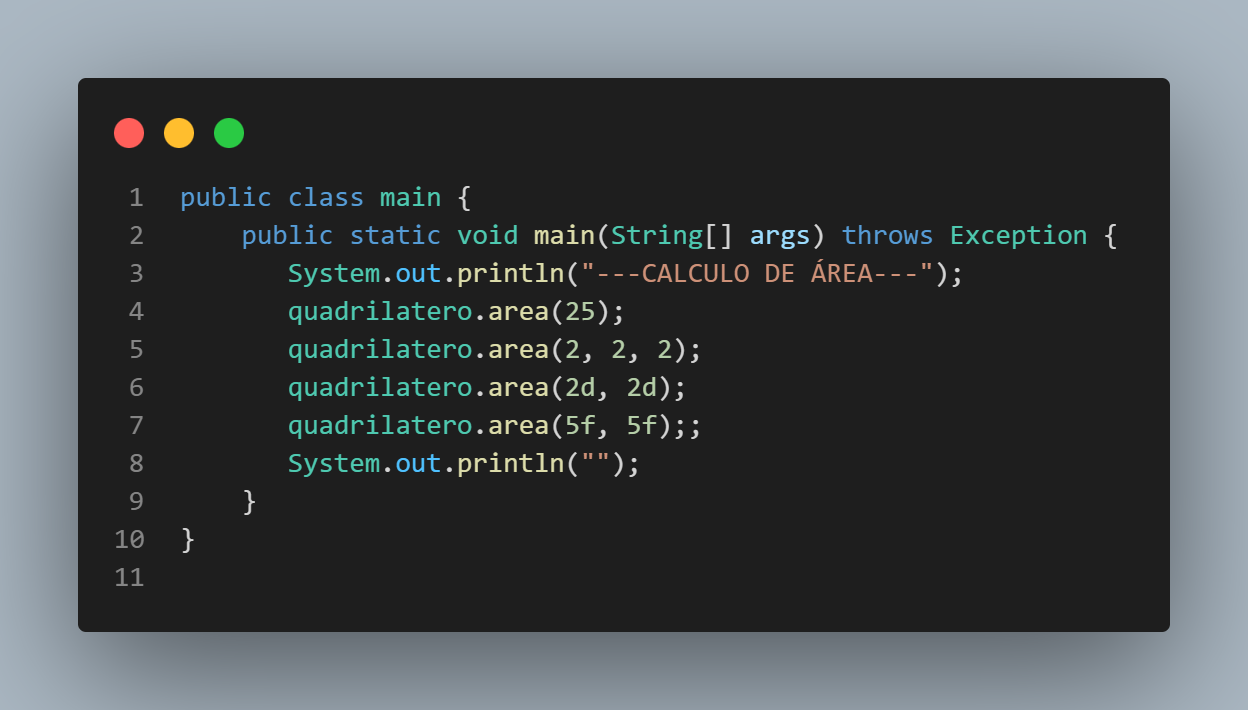 1 public class main {
2     public static void main(String[] args) throws Exception {
3        System.out.println("---CALCULO DE ÁREA---");
4        quadrilatero.area(25);
5        quadrilatero.area(2, 2, 2);
6        quadrilatero.area(2d, 2d);
7        quadrilatero.area(5f, 5f);;
8        System.out.println("");
9     }
10 }
11